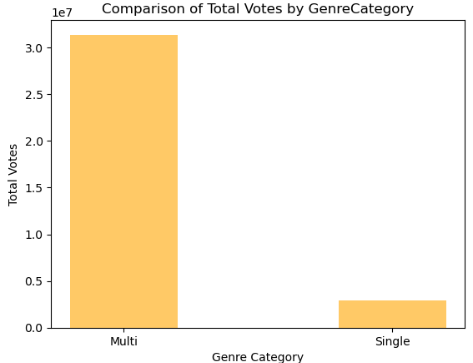 Comparison of Total Votes by GenreCategory
1e7
3.0
2.5
2.0
1.5
1.0
0.5
0.0
Total Votes
Multi
Single
Genre Category